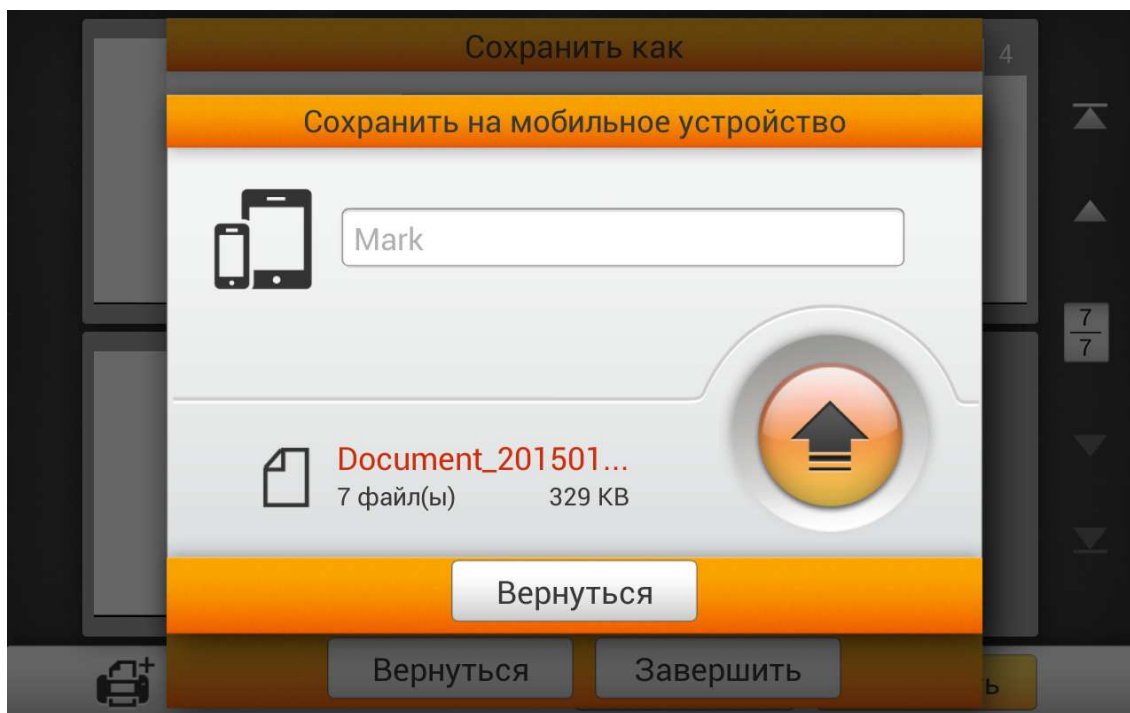 Сохранить как
4
Сохранить на мобильное устройство
Mark
7
7
Document_201501...
7 файл(ы) 329 KB
Вернуться
Вернуться Завершить
ь